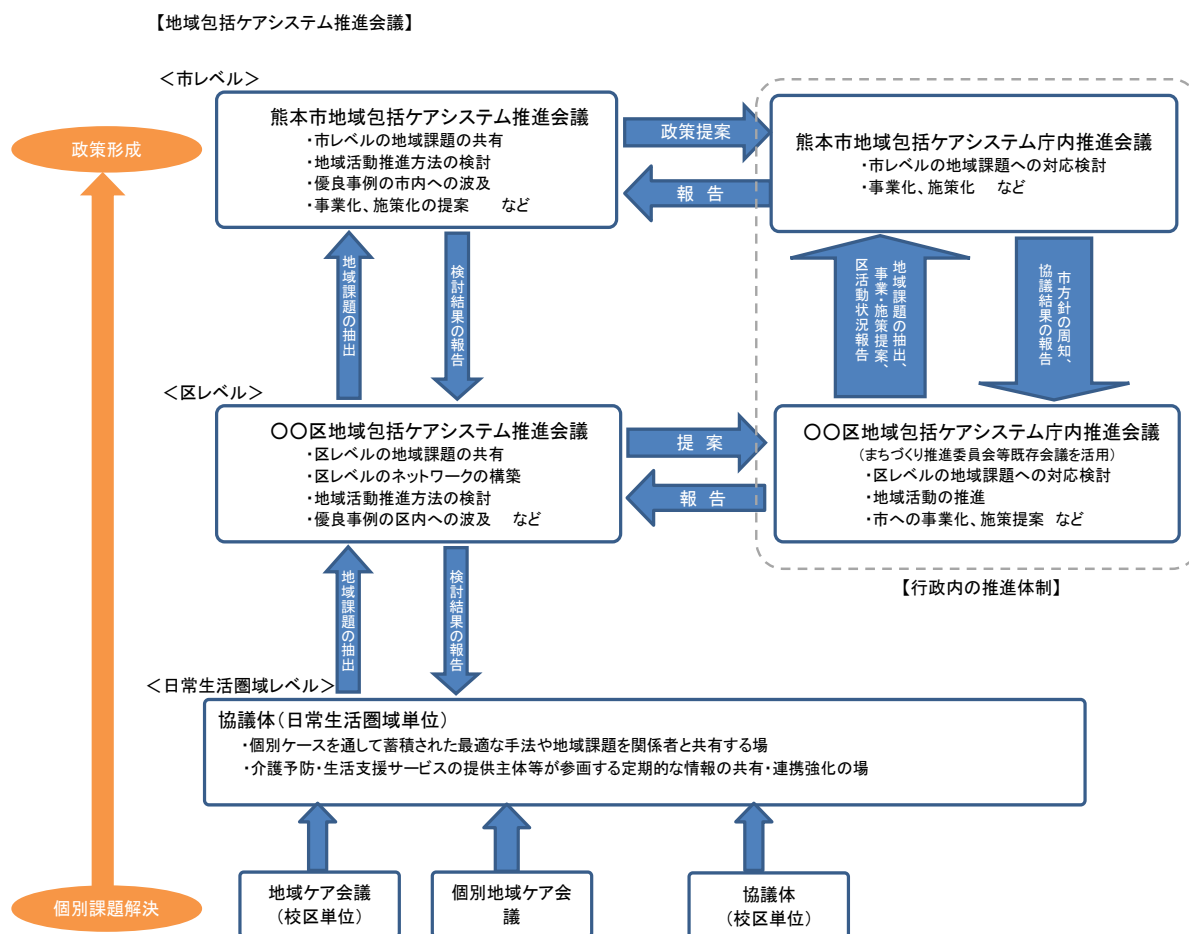 【地域包括ケアシステム推進会議】
＜市レベル＞
熊本市地域包括ケアシステム推進会議
・市レベルの地域課題の共有
・地域活動推進方法の検討
・優良事例の市内への波及
・事業化、施策化の提案　など
政策提案
報 告
熊本市地域包括ケアシステム庁内推進会議
・市レベルの地域課題への対応検討
・事業化、施策化　など
政策形成
地域課題の抽出
検討結果の報告
地域課題の抽出、
事業・施策提案、
区活動状況報告
市方針の周知、
協議結果の報告
＜区レベル＞
〇〇区地域包括ケアシステム推進会議
・区レベルの地域課題の共有
・区レベルのネットワークの構築
・地域活動推進方法の検討
・優良事例の区内への波及　など
提 案
報 告
〇〇区地域包括ケアシステム庁内推進会議
(まちづくり推進委員会等既存会議を活用)
・区レベルの地域課題への対応検討
・地域活動の推進
・市への事業化、施策提案　など
【行政内の推進体制】
地域課題の抽出
検討結果の報告
＜日常生活圏域レベル＞
協議体(日常生活圏域単位)
・個別ケースを通して蓄積された最適な手法や地域課題を関係者と共有する場
・介護予防・生活支援サービスの提供主体等が参画する定期的な情報の共有・連携強化の場
地域ケア会議
(校区単位)
個別地域ケア会
議
協議体
(校区単位)
個別課題解決